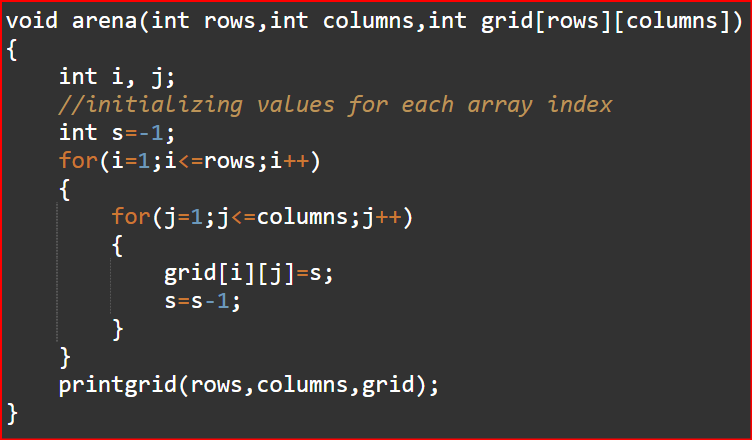 void arena(int rows,int columns,int grid[rows][columns])
{
    int i, j;
    //initializing values for each array index
    int s=-1;
    for(i=1;i<=rows;i++)
    {
        for(j=1;j<=columns;j++)
        {
            grid[i][j]=s;
            s=s-1;
        }
    }
    printgrid(rows,columns,grid);
}